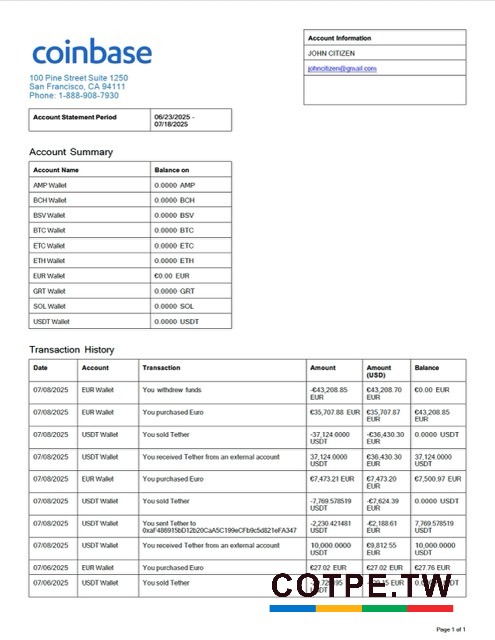 coinbase
100 Pine Street Suite 1250
San Francisco, CA 94111
Phone: 1-888-908-7930
Account Information
JOHN CITIZEN
johncitizen@gmail.com
Account Statement Period
06/23/2025 -
07/18/2025
Account Summary
Account Name Balance on
AMP Wallet 0.0000 AMP
BCH Wallet 0.0000 BCH
BSV Wallet 0.0000 BSV
BTC Wallet 0.0000 BTC
ETC Wallet 0.0000 ETC
ETH Wallet 0.0000 ETH
EUR Wallet €0.00 EUR
GRT Wallet 0.0000 GRT
SOL Wallet 0.0000 SOL
USDT Wallet 0.0000 USDT
Transaction History
Date Account Transaction Amount Amount Balance
(USD)
07/08/2025 EUR Wallet You withdrew funds -€43,208.85 €43,208.70 €0.00 EUR
EUR EUR
07/08/2025 EUR Wallet You purchased Euro €35,707.88 EUR €35,707.87 €43,208.85
EUR EUR
07/08/2025 USDT Wallet You sold Tether -37,124.0000 -€36,430.30 0.0000 USDT
USDT EUR
07/08/2025 USDT Wallet You received Tether from an external account 37,124.0000 €36,430.30 37,124.0000
USDT EUR USDT
07/08/2025 EUR Wallet You purchased Euro €7,473.21 EUR €7,473.20 €7,500.97 EUR
EUR
07/08/2025 USDT Wallet You sold Tether -7,769.578519 -€7,624.39 0.0000 USDT
USDT EUR
07/08/2025 USDT Wallet You sent Tether to -2,230.421481 -€2,188.61 7,769.578519
0xaF486915bD12b20CaA5C199eCFb9c5d821eFA347 USDT EUR USDT
07/08/2025 USDT Wallet You received Tether from an external account 10,000.0000 €9,812.55 10,000.0000
USDT EUR USDT
07/06/2025 EUR Wallet You purchased Euro €27.02 EUR €27.02 EUR €27.76 EUR
07/06/2025 USDT Wallet You sold Tether
COTPE.TW
Page 1 of 1